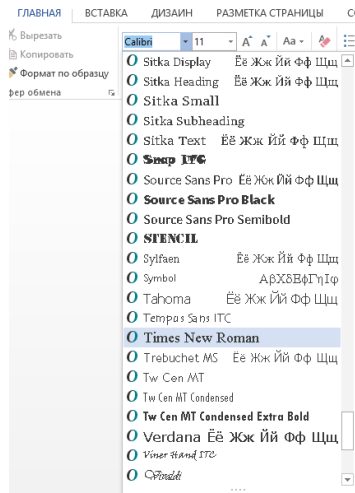 ГЛАВНАЯ ВСТАВКА ДИЗАЙН РАЗМЕТКА СТРАНИЦЫ
Вырезать
Копировать
Формат по образцу
фер обмена
Calibri 11 Aa
O Sitka Display Ёё Жж Йй Фф Щщ
O Sitka Heading Ёё Жж Йй Фф Щщ
O Sitka Small
O Sitka Subheading
O Sitka Text Ёё Жж Йй Фф Щщ
O Snap ITC
O Source Sans Pro Ёё Жж Йй Фф Щщ
O Source Sans Pro Black
O Source Sans Pro Semibold
O STENCIL
O Sylfaen Ёё Жж Йй Фф Щщ
O Symbol ΑβΧδΕϕΓηΙφ
O Tahoma Ёё Жж Йй Фф Щщ
O Tempus Sans ITC
O Times New Roman
O Trebuchet MS Ёё Жж Йй Фф Щщ
O Tw Cen MT
O Tw Cen MT Condensed
O Tw Cen MT Condensed Extra Bold
O Verdana Ёё Жж Йй Фф Щщ
O Viner Hand ITC
O Vivaldi